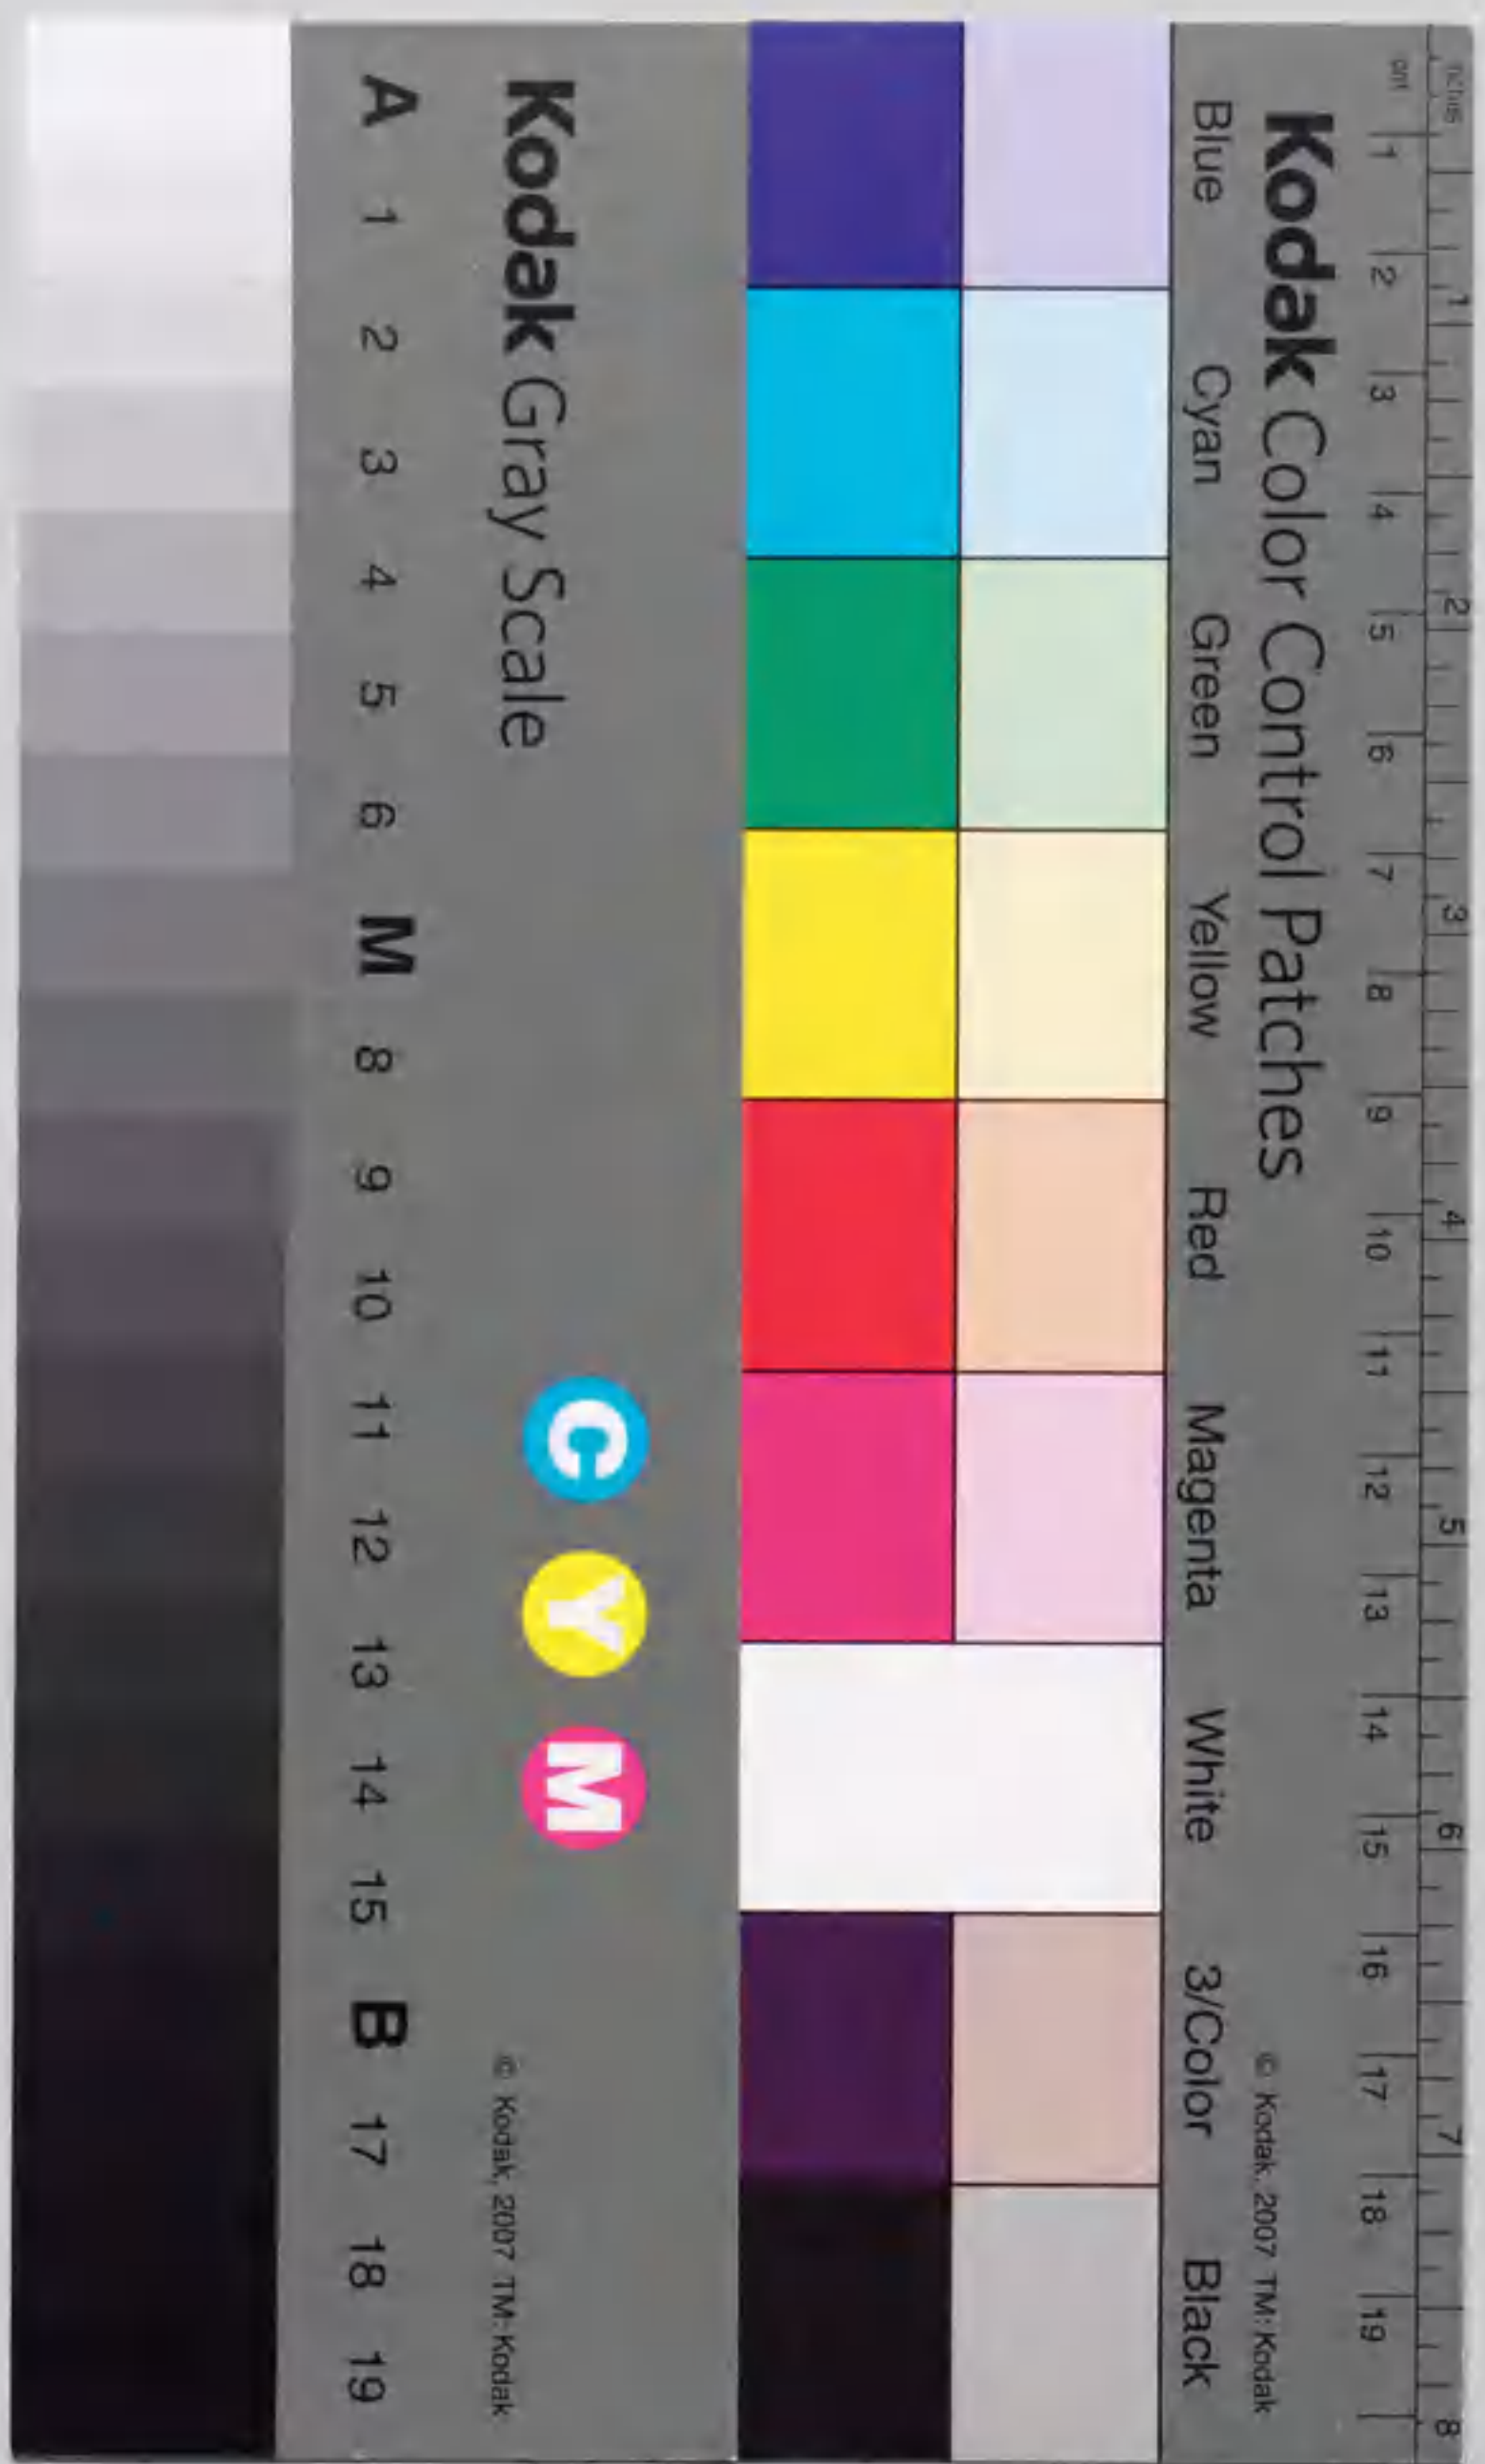 inches 1 2 3 4 5 6 7 8
cm 1 2 3 4 5 6 7 8 9 10 11 12 13 14 15 16 17 18 19
Kodak Color Control Patches
© Kodak, 2007 TM: Kodak
Blue Cyan Green Yellow Red Magenta White 3/Color Black
Kodak Gray Scale
C Y M
© Kodak, 2007 TM: Kodak
A 1 2 3 4 5 6 M 8 9 10 11 12 13 14 15 B 17 18 19